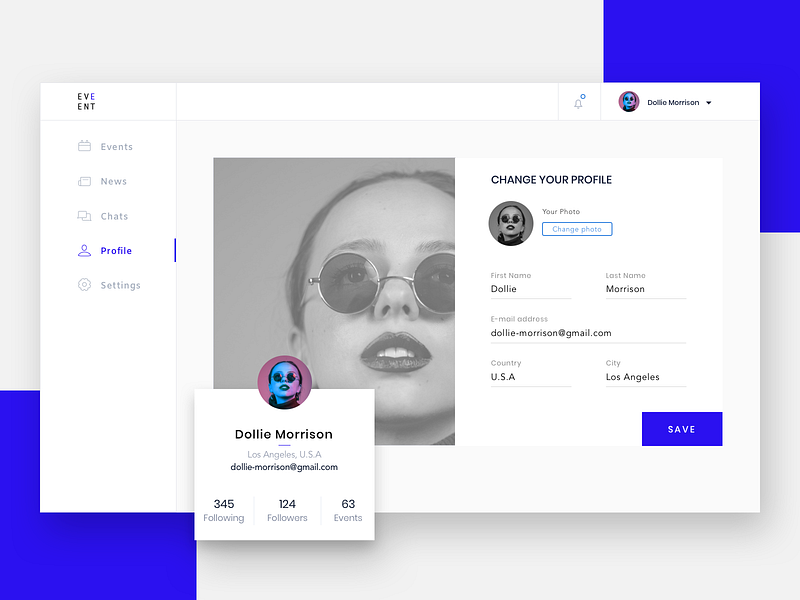 EVE
ENT
Dollie Morrison
Events
News
Chats
Profile
Settings
CHANGE YOUR PROFILE
Your Photo
Change photo
First Name
Last Name
Dollie
Morrison
E-mail address
dollie-morrison@gmail.com
Country
City
U.S.A
Los Angeles
SAVE
Dollie Morrison
Los Angeles, U.S.A
dollie-morrison@gmail.com
345
124
63
Following
Followers
Events